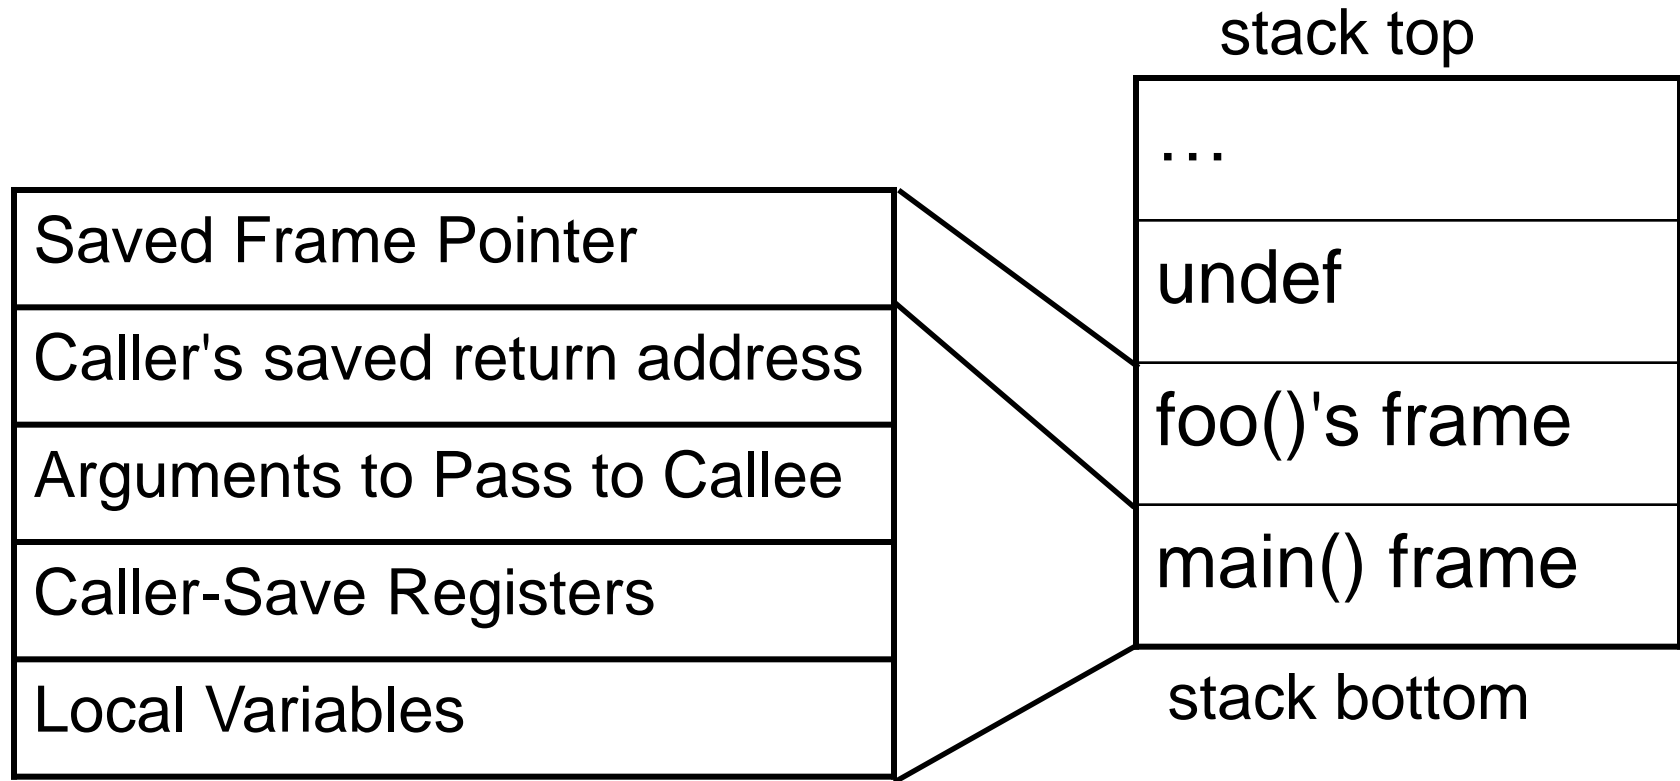 stack top
…
undef
foo()'s frame
main() frame
stack bottom
Saved Frame Pointer
Caller's saved return address
Arguments to Pass to Callee
Caller-Save Registers
Local Variables